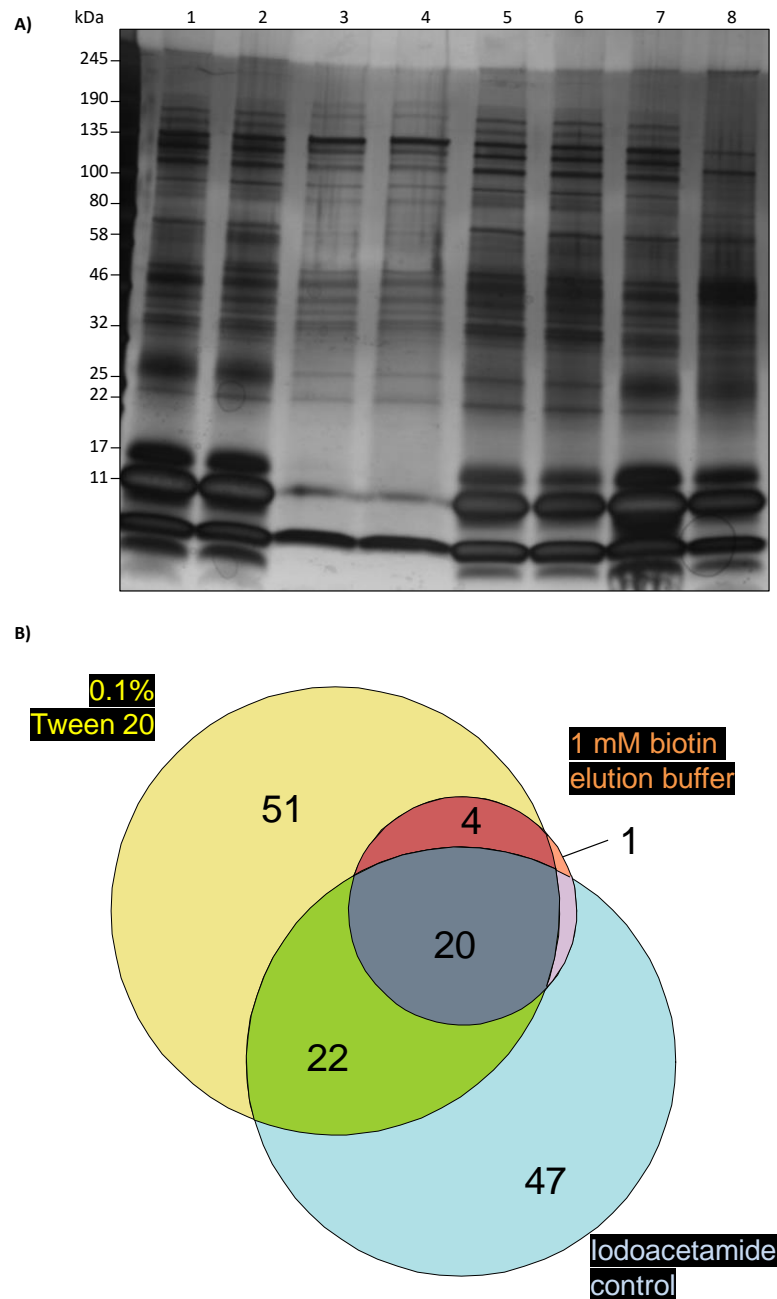 A)
kDa 1 2 3 4 5 6 7 8
245
190
135
100
80
58
46
32
25
22
17
11
B)
0.1%
Tween 20
1 mM biotin
elution buffer
51
4
1
20
22
47
Iodoacetamide
control